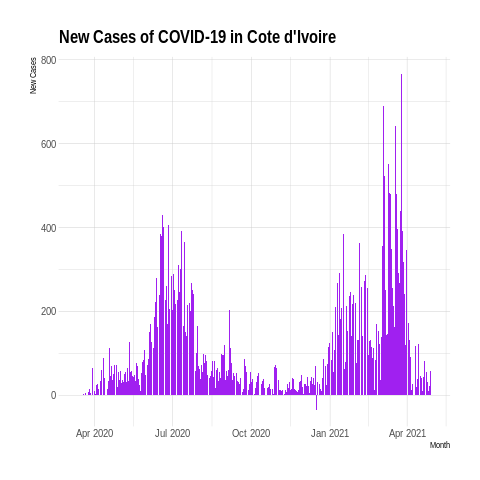 New Cases of COVID-19 in Cote d'Ivoire
New Cases
800
600
400
200
0
Apr 2020 Jul 2020 Oct 2020 Jan 2021 Apr 2021
Month